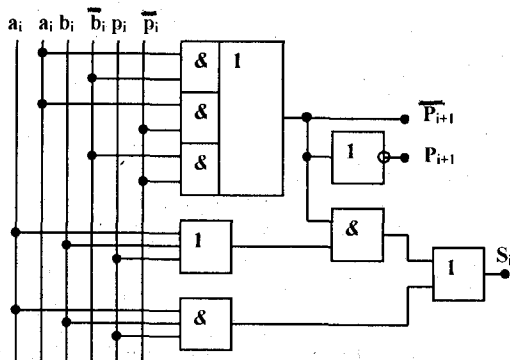 aᵢ aᵢ bᵢ b̅ᵢ pᵢ p̅ᵢ
& 1
&
&
P̅ᵢ₊₁
1 Pᵢ₊₁
1
&
1 Sᵢ
&